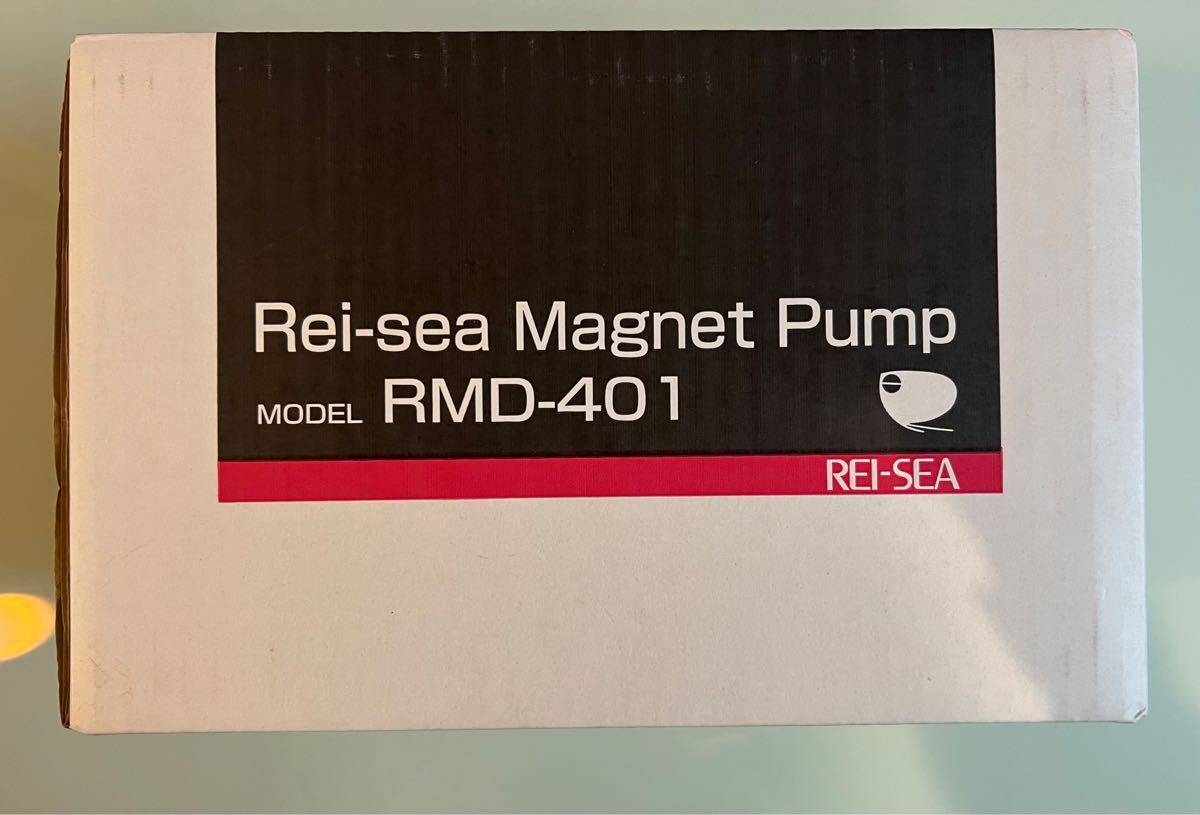 Rei-sea Magnet Pump
MODEL RMD-401
REI-SEA